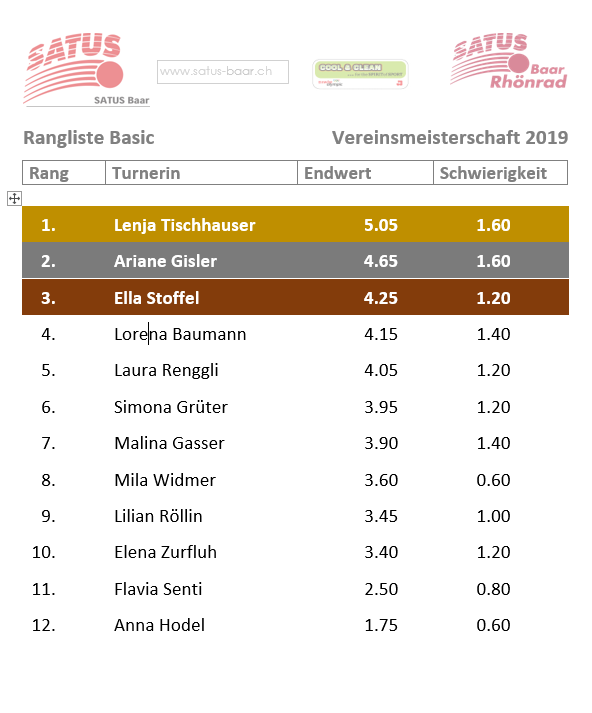 SATUS
SATUS Baar
www.satus-baar.ch
COOL & CLEAN
SATUS
Baar
Rhönrad
Rangliste Basic Vereinsmeisterschaft 2019
Rang Turnerin Endwert Schwierigkeit
1. Lenja Tischhauser 5.05 1.60
2. Ariane Gisler 4.65 1.60
3. Ella Stoffel 4.25 1.20
4. Lorena Baumann 4.15 1.40
5. Laura Renggli 4.05 1.20
6. Simona Grüter 3.95 1.20
7. Malina Gasser 3.90 1.40
8. Mila Widmer 3.60 0.60
9. Lilian Röllin 3.45 1.00
10. Elena Zurfluh 3.40 1.20
11. Flavia Senti 2.50 0.80
12. Anna Hodel 1.75 0.60